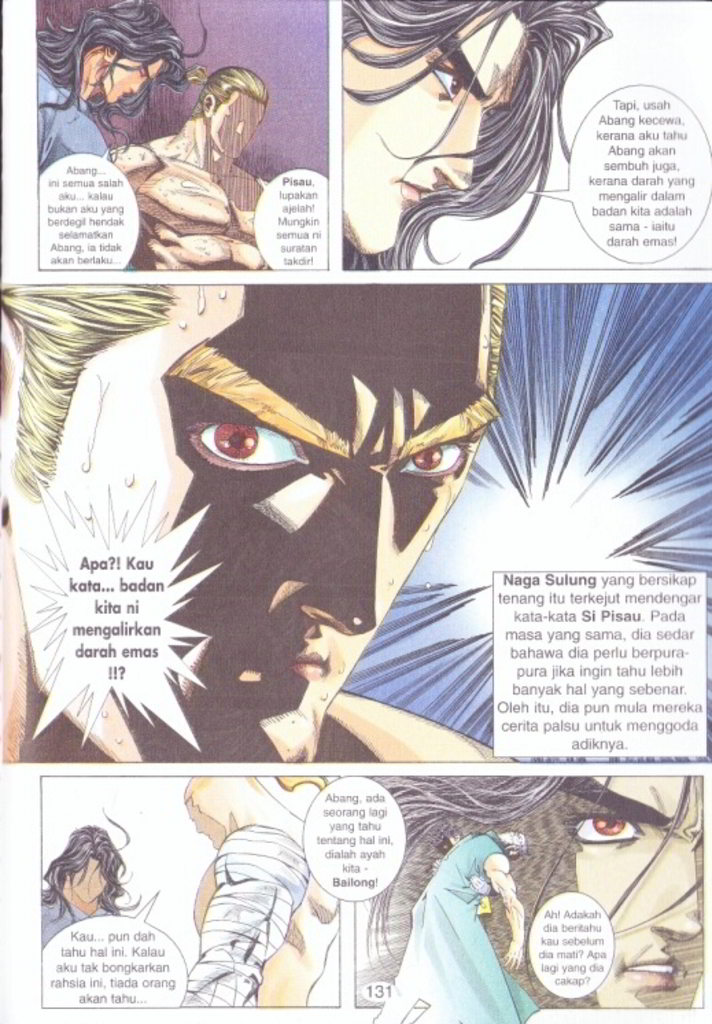 Abang...
ini semua salah
aku... kalau
bukan aku yang
berdegil hendak
selamatkan
Abang, ia tidak
akan berlaku...
Pisau,
lupakan
ajelah!
Mungkin
semua ni
suratan
takdir!
Tapi, usah
Abang kecewa,
kerana aku tahu
Abang akan
sembuh juga,
kerana darah yang
mengalir dalam
badan kita adalah
sama - iaitu
darah emas!
Apa?! Kau
kata... badan
kita ni
mengalirkan
darah emas
!!?
Naga Sulung yang bersikap
tenang itu terkejut mendengar
kata-kata Si Pisau. Pada
masa yang sama, dia sedar
bahawa dia perlu berpura-
pura jika ingin tahu lebih
banyak hal yang sebenar.
Oleh itu, dia pun mula mereka
cerita palsu untuk menggoda
adiknya.
Kau... pun dah
tahu hal ini. Kalau
aku tak bongkarkan
rahsia ini, tiada orang
akan tahu...
Abang, ada
seorang lagi
yang tahu
tentang hal ini,
dialah ayah
kita -
Bailong!
Ah! Adakah
dia beritahu
kau sebelum
dia mati? Apa
lagi yang dia
cakap?
131